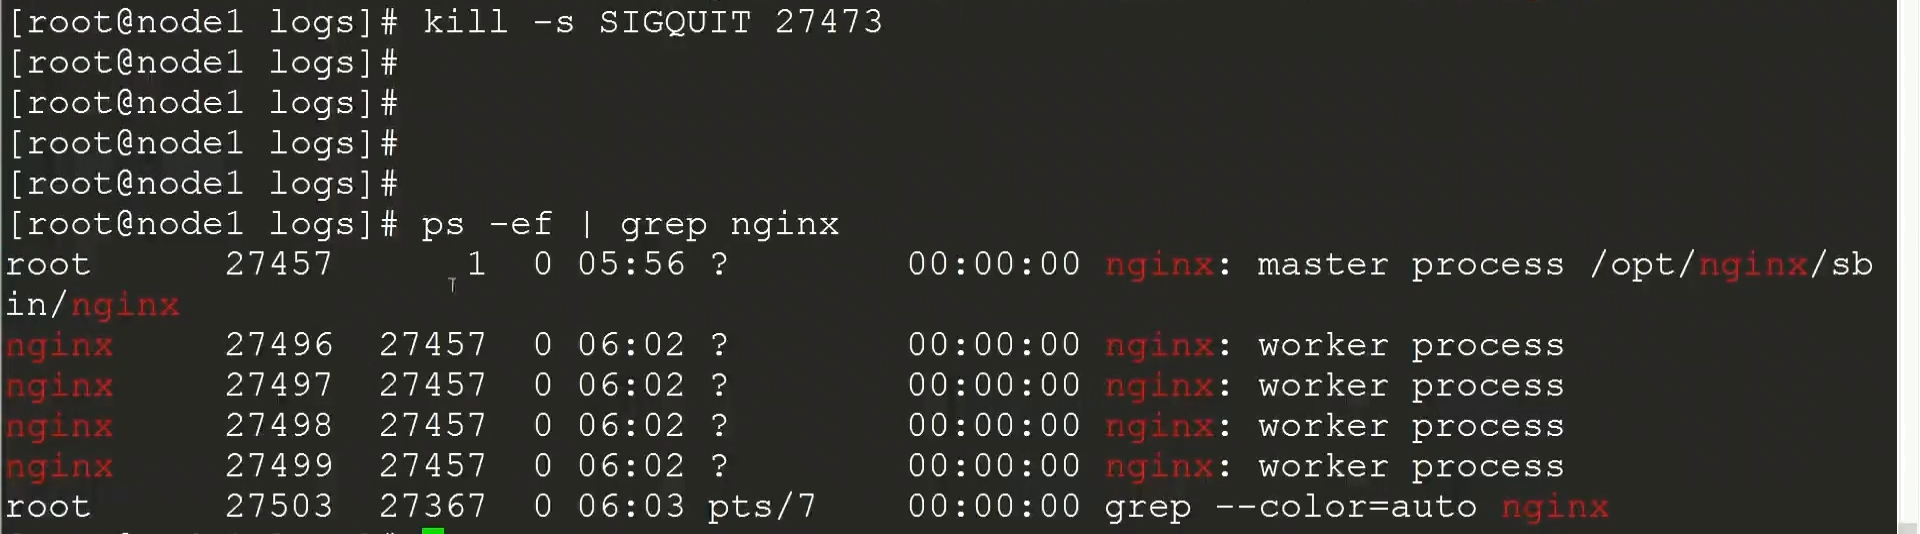 [root@node1 logs]# kill -s SIGQUIT 27473
[root@node1 logs]#
[root@node1 logs]#
[root@node1 logs]#
[root@node1 logs]#
[root@node1 logs]# ps -ef | grep nginx
root 27457 1 0 05:56 ? 00:00:00 nginx: master process /opt/nginx/sb
in/nginx
nginx 27496 27457 0 06:02 ? 00:00:00 nginx: worker process
nginx 27497 27457 0 06:02 ? 00:00:00 nginx: worker process
nginx 27498 27457 0 06:02 ? 00:00:00 nginx: worker process
nginx 27499 27457 0 06:02 ? 00:00:00 nginx: worker process
root 27503 27367 0 06:03 pts/7 00:00:00 grep --color=auto nginx